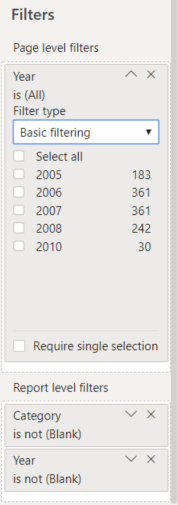 Filters
Page level filters
Year
is (All)
Filter type
Basic filtering
Select all
2005 183
2006 361
2007 361
2008 242
2010 30
Require single selection
Report level filters
Category
is not (Blank)
Year
is not (Blank)